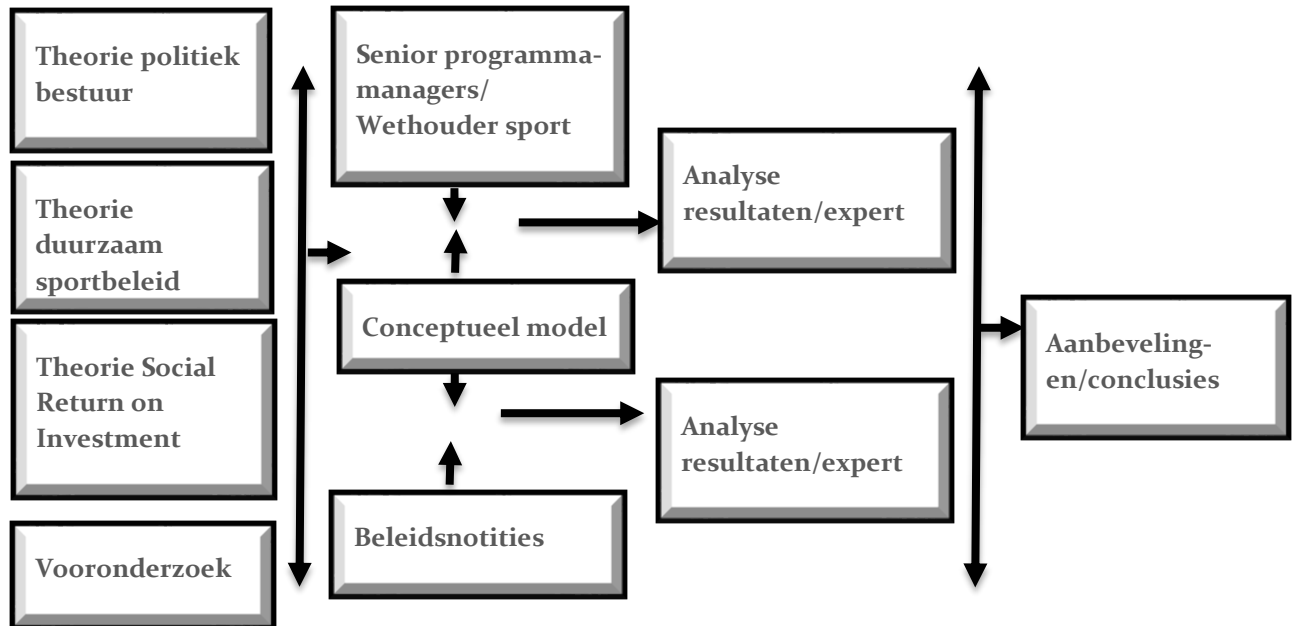 Theorie politiek
bestuur
Theorie
duurzaam
sportbeleid
Theorie Social
Return on
Investment
Vooronderzoek
Senior programma-
managers/
Wethouder sport
Conceptueel model
Beleidsnotities
Analyse
resultaten/expert
Analyse
resultaten/expert
Aanbeveling-
en/conclusies